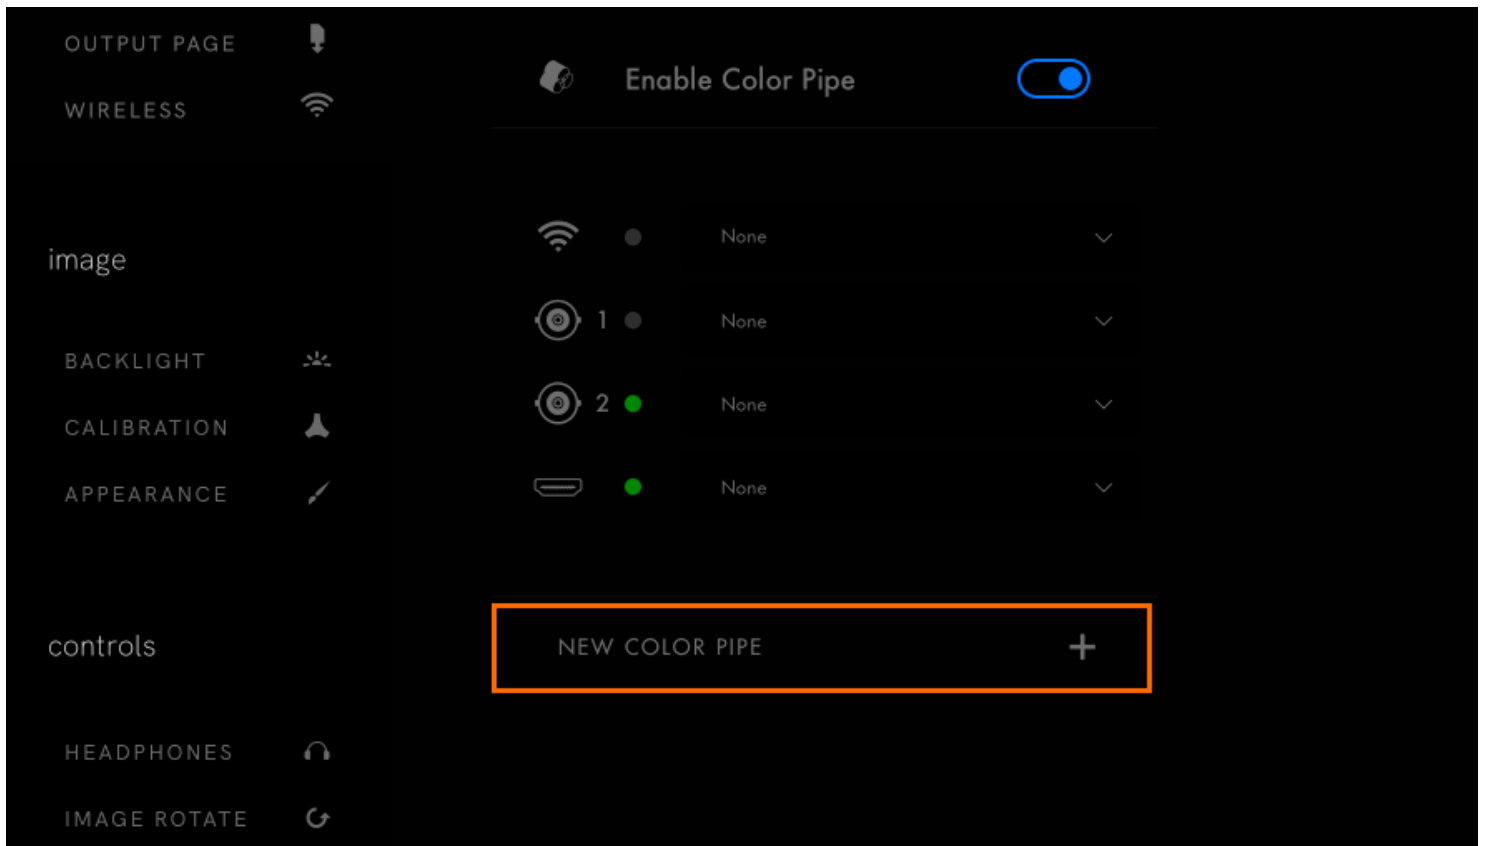 OUTPUT PAGE
WIRELESS
image
BACKLIGHT
CALIBRATION
APPEARANCE
controls
HEADPHONES
IMAGE ROTATE
Enable Color Pipe
None
1 None
2 None
None
NEW COLOR PIPE +